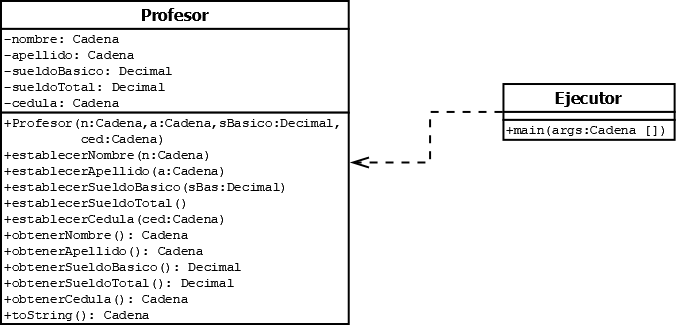 Profesor
-nombre: Cadena
-apellido: Cadena
-sueldoBasico: Decimal
-sueldoTotal: Decimal
-cedula: Cadena
+Profesor(n:Cadena,a:Cadena,sBasico:Decimal,
ced:Cadena)
+establecerNombre(n:Cadena)
+establecerApellido(a:Cadena)
+establecerSueldoBasico(sBas:Decimal)
+establecerSueldoTotal()
+establecerCedula(ced:Cadena)
+obtenerNombre(): Cadena
+obtenerApellido(): Cadena
+obtenerSueldoBasico(): Decimal
+obtenerSueldoTotal(): Decimal
+obtenerCedula(): Cadena
+toString(): Cadena
Ejecutor
+main(args:Cadena [])